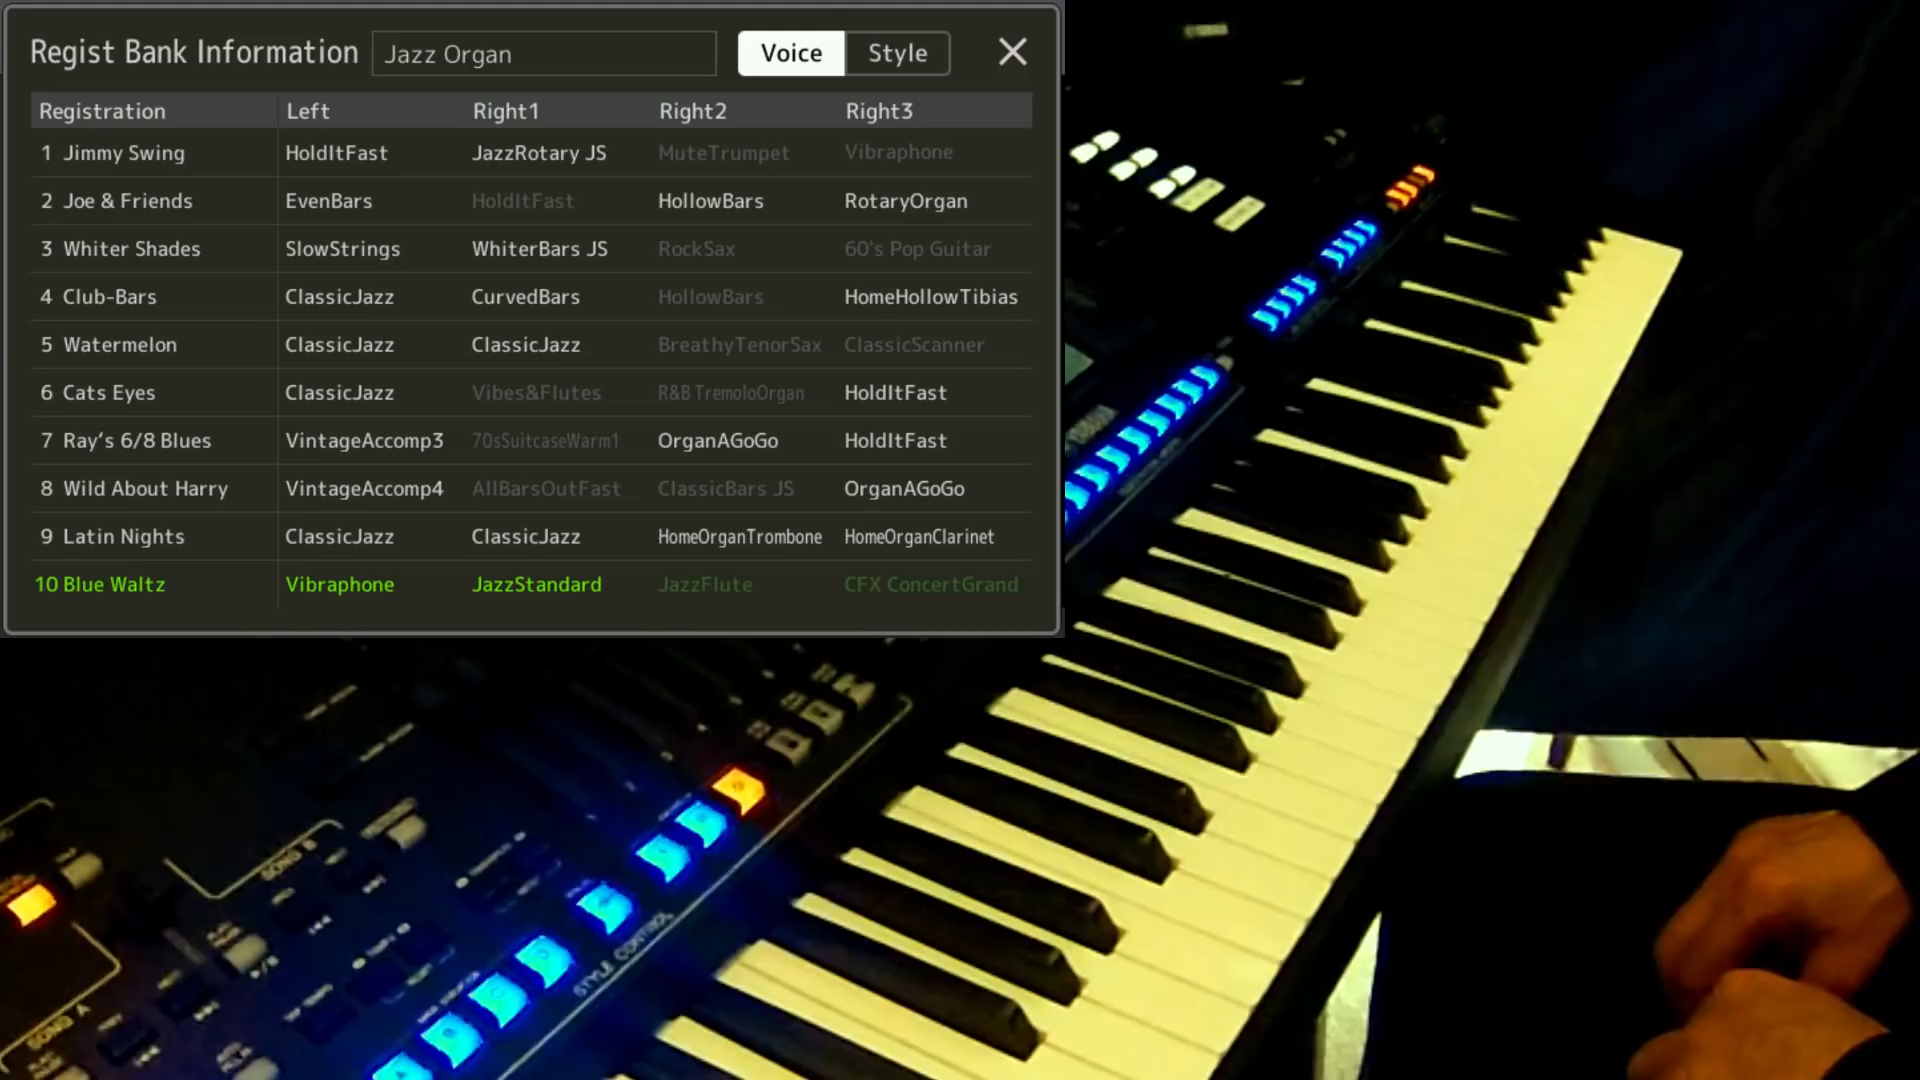 Regist Bank Information Jazz Organ Voice Style
Registration Left Right1 Right2 Right3
1 Jimmy Swing HoldItFast JazzRotary JS MuteTrumpet Vibraphone
2 Joe & Friends EvenBars HoldItFast HollowBars RotaryOrgan
3 Whiter Shades SlowStrings WhiterBars JS RockSax 60's Pop Guitar
4 Club-Bars ClassicJazz CurvedBars HollowBars HomeHollowTibias
5 Watermelon ClassicJazz ClassicJazz BreathyTenorSax ClassicScanner
6 Cats Eyes ClassicJazz Vibes&Flutes R&B TremoloOrgan HoldItFast
7 Ray's 6/8 Blues VintageAccomp3 70sSuitcaseWarm1 OrganAGoGo HoldItFast
8 Wild About Harry VintageAccomp4 AllBarsOutFast ClassicBars JS OrganAGoGo
9 Latin Nights ClassicJazz ClassicJazz HomeOrganTrombone HomeOrganClarinet
10 Blue Waltz Vibraphone JazzStandard JazzFlute CFX ConcertGrand
SONG B
STYLE CONTROL
SONG A